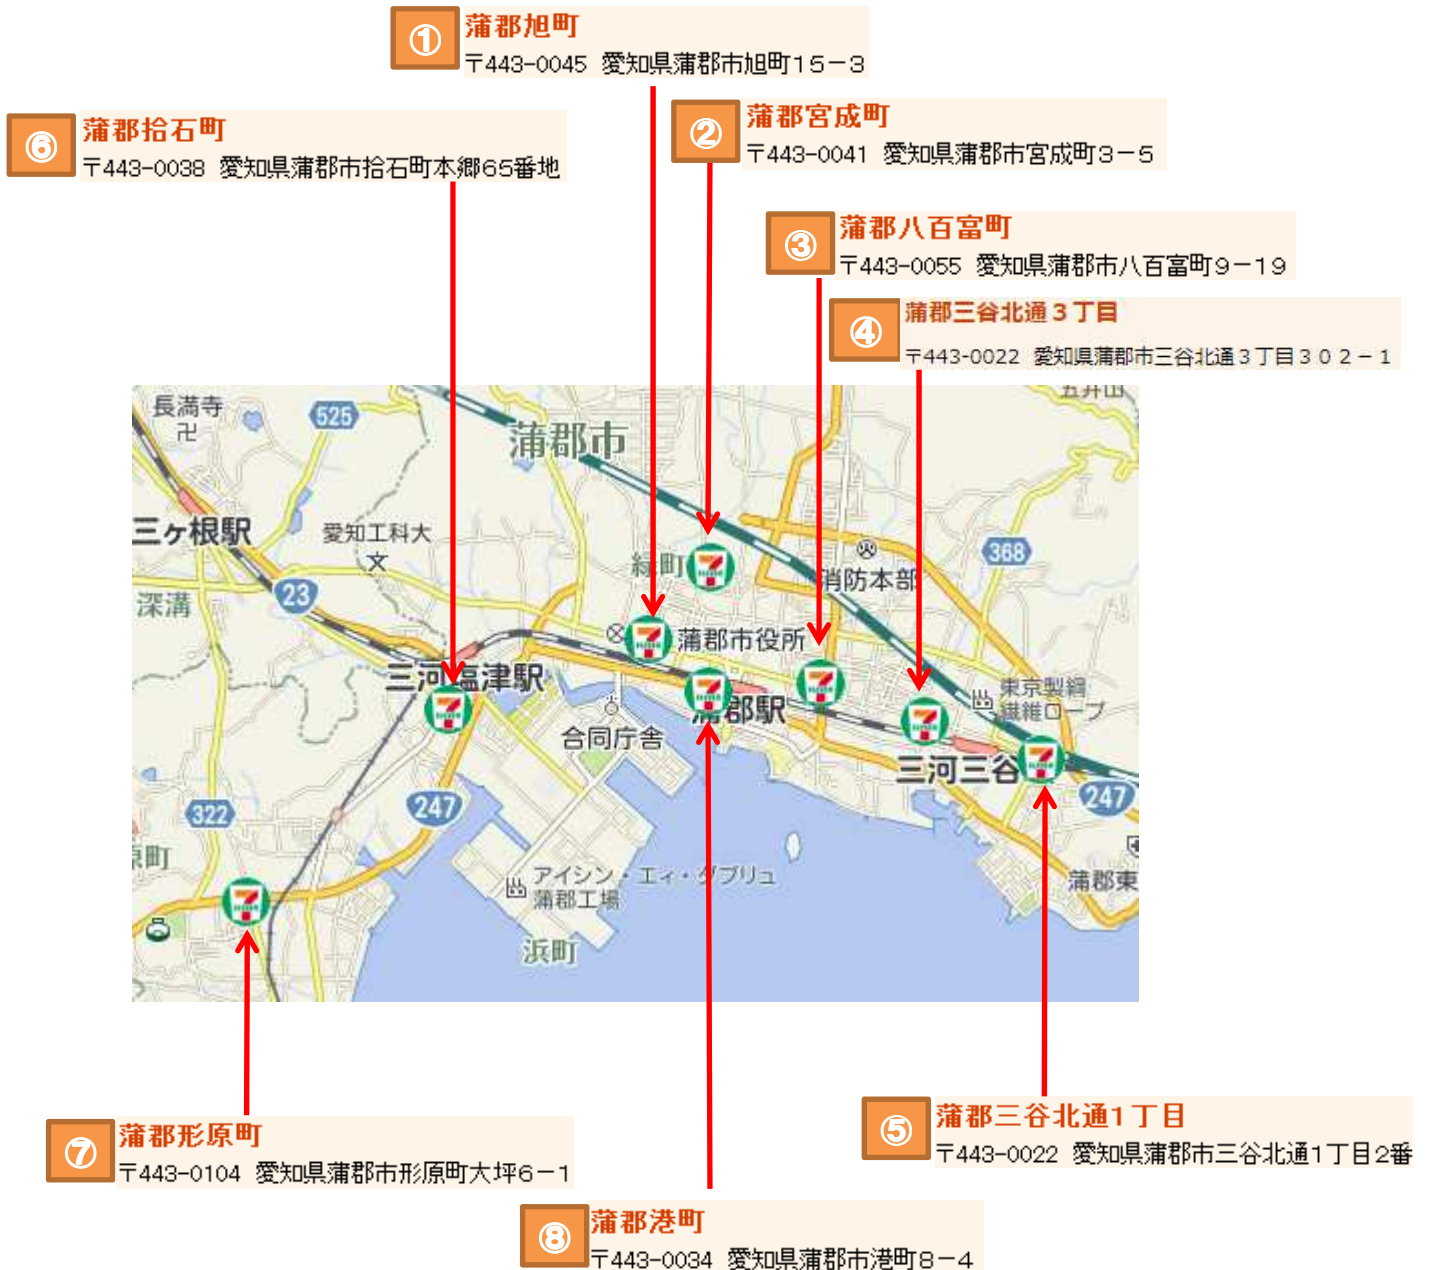 ①
蒲郡旭町
〒443-0045 愛知県蒲郡市旭町15-3
⑥
蒲郡拾石町
〒443-0038 愛知県蒲郡市拾石町本郷65番地
②
蒲郡宮成町
〒443-0041 愛知県蒲郡市宮成町3-5
③
蒲郡八百富町
〒443-0055 愛知県蒲郡市八百富町9-19
④
蒲郡三谷北通３丁目
〒443-0022 愛知県蒲郡市三谷北通３丁目３０２－１
長満寺
525
蒲郡市
五井山
三ヶ根駅
愛知工科大
文
緑町
消防本部
368
23
深溝
蒲郡市役所
三河塩津駅
蒲郡駅
東京製綱
繊維ロープ
合同庁舎
三河三谷
322
247
247
原町
アイシン・エィ・ダブリュ
蒲郡工場
蒲郡東
浜町
⑦
蒲郡形原町
〒443-0104 愛知県蒲郡市形原町大坪6-1
⑤
蒲郡三谷北通1丁目
〒443-0022 愛知県蒲郡市三谷北通1丁目2番
⑧
蒲郡港町
〒443-0034 愛知県蒲郡市港町8-4